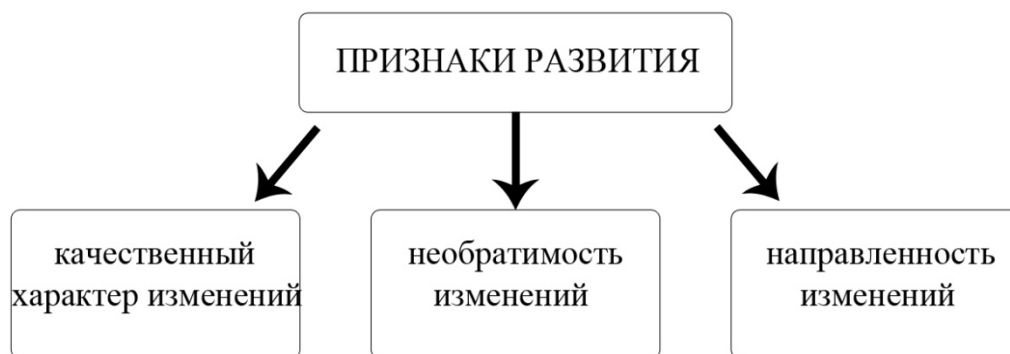 ПРИЗНАКИ РАЗВИТИЯ
качественный
характер изменений
необратимость
изменений
направленность
изменений